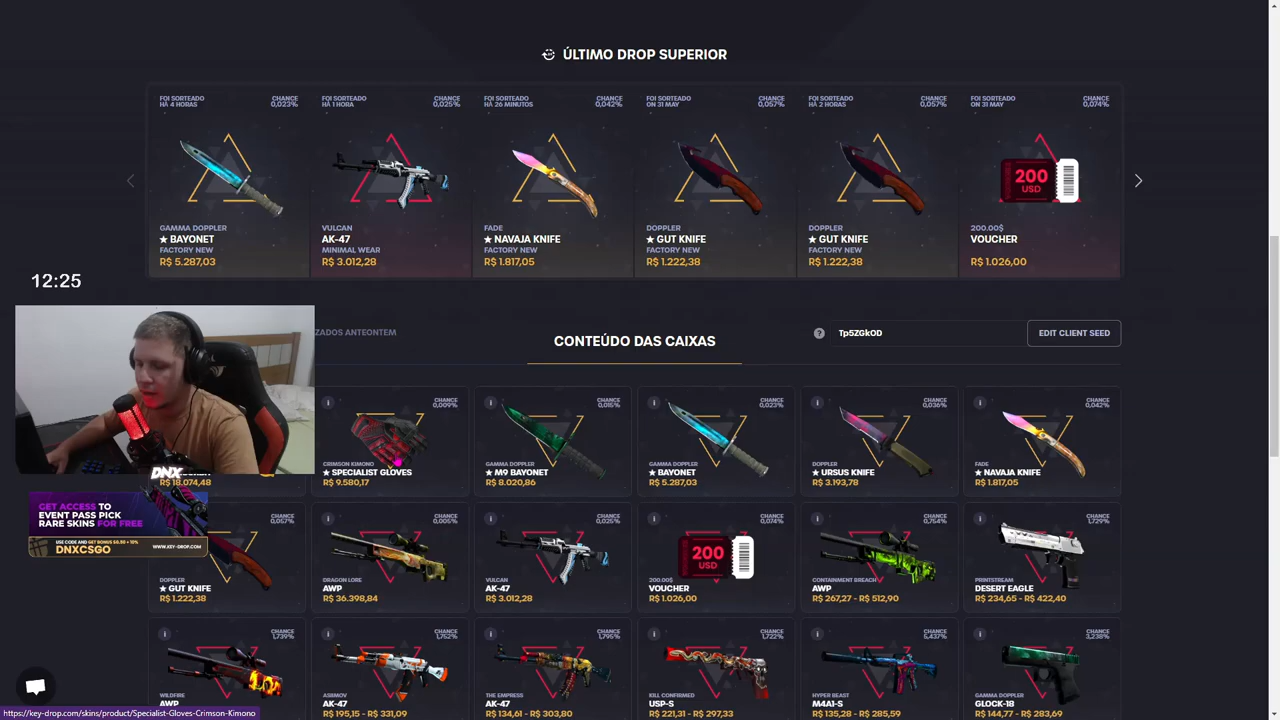 ÚLTIMO DROP SUPERIOR
FOI SORTEADO
HÁ 4 HORAS
CHANCE
0,023%
GAMMA DOPPLER
★ BAYONET
FACTORY NEW
R$ 5.287,03
FOI SORTEADO
HÁ 1 HORA
CHANCE
0,025%
VULCAN
AK-47
MINIMAL WEAR
R$ 3.012,28
FOI SORTEADO
HÁ 26 MINUTOS
CHANCE
0,042%
FADE
★ NAVAJA KNIFE
FACTORY NEW
R$ 1.817,05
FOI SORTEADO
ON 31 MAY
CHANCE
0,057%
DOPPLER
★ GUT KNIFE
FACTORY NEW
R$ 1.222,38
FOI SORTEADO
HÁ 2 HORAS
CHANCE
0,057%
DOPPLER
★ GUT KNIFE
FACTORY NEW
R$ 1.222,38
FOI SORTEADO
ON 31 MAY
CHANCE
0,074%
200
USD
200.00$
VOUCHER
R$ 1.026,00
12:25
ZADOS ANTEONTEM
CONTEÚDO DAS CAIXAS
? Tp5ZGkOD
EDIT CLIENT SEED
R$ 18.074,48
CHANCE
0,009%
CRIMSON KIMONO
★ SPECIALIST GLOVES
R$ 9.580,17
CHANCE
0,015%
GAMMA DOPPLER
★ M9 BAYONET
R$ 8.020,86
CHANCE
0,023%
GAMMA DOPPLER
★ BAYONET
R$ 5.287,03
CHANCE
0,036%
DOPPLER
★ URSUS KNIFE
R$ 3.193,78
CHANCE
0,042%
FADE
★ NAVAJA KNIFE
R$ 1.817,05
DNX
GET ACCESS TO
EVENT PASS PICK
RARE SKINS FOR FREE
USE CODE AND GET BONUS $0,50 + 10%
DNXCSGO
WWW.KEY-DROP.COM
CHANCE
0,057%
DOPPLER
★ GUT KNIFE
R$ 1.222,38
CHANCE
0,005%
DRAGON LORE
AWP
R$ 36.398,84
CHANCE
0,025%
VULCAN
AK-47
R$ 3.012,28
CHANCE
0,074%
200
USD
200.00$
VOUCHER
R$ 1.026,00
CHANCE
0,754%
CONTAINMENT BREACH
AWP
R$ 267,27 - R$ 512,90
CHANCE
1,729%
PRINTSTREAM
DESERT EAGLE
R$ 234,65 - R$ 422,40
CHANCE
1,739%
WILDFIRE
AWP
CHANCE
1,752%
ASIIMOV
AK-47
R$ 195,15 - R$ 331,09
CHANCE
1,795%
THE EMPRESS
AK-47
R$ 134,61 - R$ 303,80
CHANCE
1,722%
KILL CONFIRMED
USP-S
R$ 221,31 - R$ 297,33
CHANCE
5,437%
HYPER BEAST
M4A1-S
R$ 135,28 - R$ 285,59
CHANCE
3,238%
GAMMA DOPPLER
GLOCK-18
R$ 144,77 - R$ 283,69
https://key-drop.com/skins/product/Specialist-Gloves-Crimson-Kimono